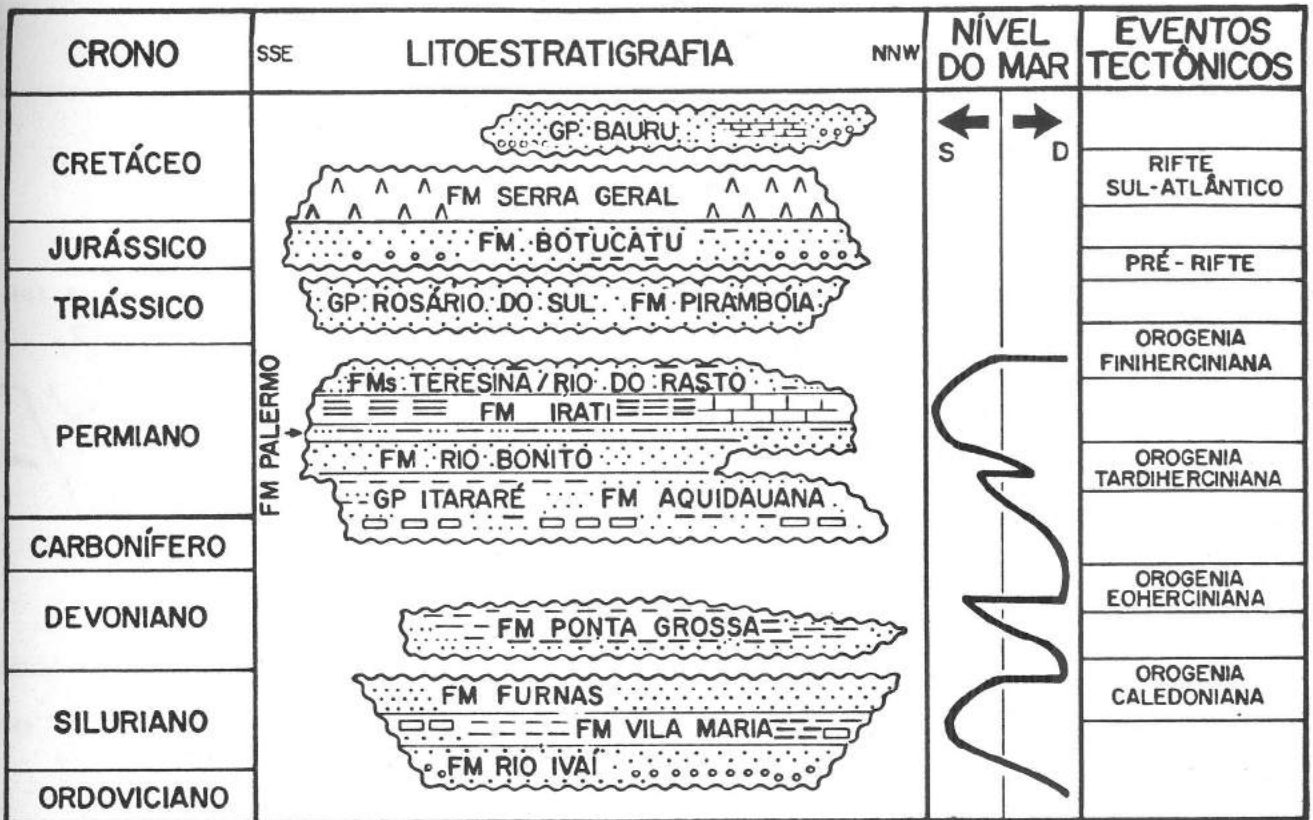 CRONO
SSE
LITOESTRATIGRAFIA
NNW
NÍVEL
DO MAR
EVENTOS
TECTÔNICOS
S
D
CRETÁCEO
JURÁSSICO
TRIÁSSICO
PERMIANO
CARBONÍFERO
DEVONIANO
SILURIANO
ORDOVICIANO
GP BAURU
FM SERRA GERAL
FM BOTUCATU
GP ROSÁRIO DO SUL FM PIRAMBÓIA
FM PALERMO
FMs TERESINA/RIO DO RASTO
FM IRATI
FM RIO BONITO
GP ITARARÉ FM AQUIDAUANA
FM PONTA GROSSA
FM FURNAS
FM VILA MARIA
FM RIO IVAÍ
RIFTE
SUL-ATLÂNTICO
PRÉ-RIFTE
OROGENIA
FINIHERCINIANA
OROGENIA
TARDIHERCINIANA
OROGENIA
EOHERCINIANA
OROGENIA
CALEDONIANA